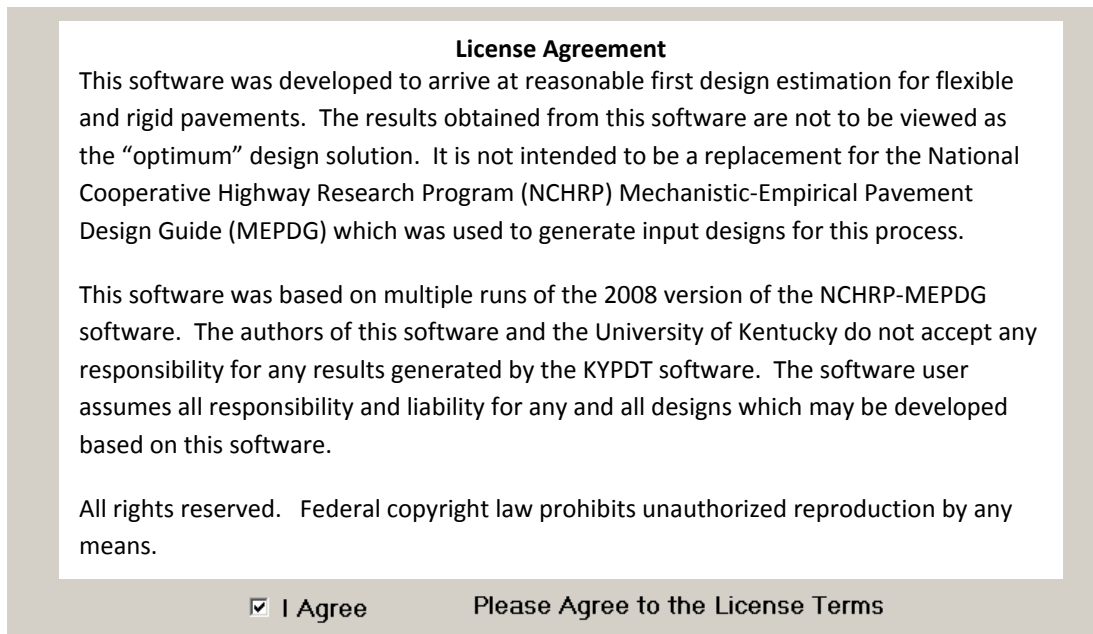 License Agreement
This software was developed to arrive at reasonable first design estimation for flexible
and rigid pavements.  The results obtained from this software are not to be viewed as
the “optimum” design solution.  It is not intended to be a replacement for the National
Cooperative Highway Research Program (NCHRP) Mechanistic-Empirical Pavement
Design Guide (MEPDG) which was used to generate input designs for this process.
This software was based on multiple runs of the 2008 version of the NCHRP-MEPDG
software.  The authors of this software and the University of Kentucky do not accept any
responsibility for any results generated by the KYPDT software.  The software user
assumes all responsibility and liability for any and all designs which may be developed
based on this software.
All rights reserved.   Federal copyright law prohibits unauthorized reproduction by any
means.
I Agree    Please Agree to the License Terms